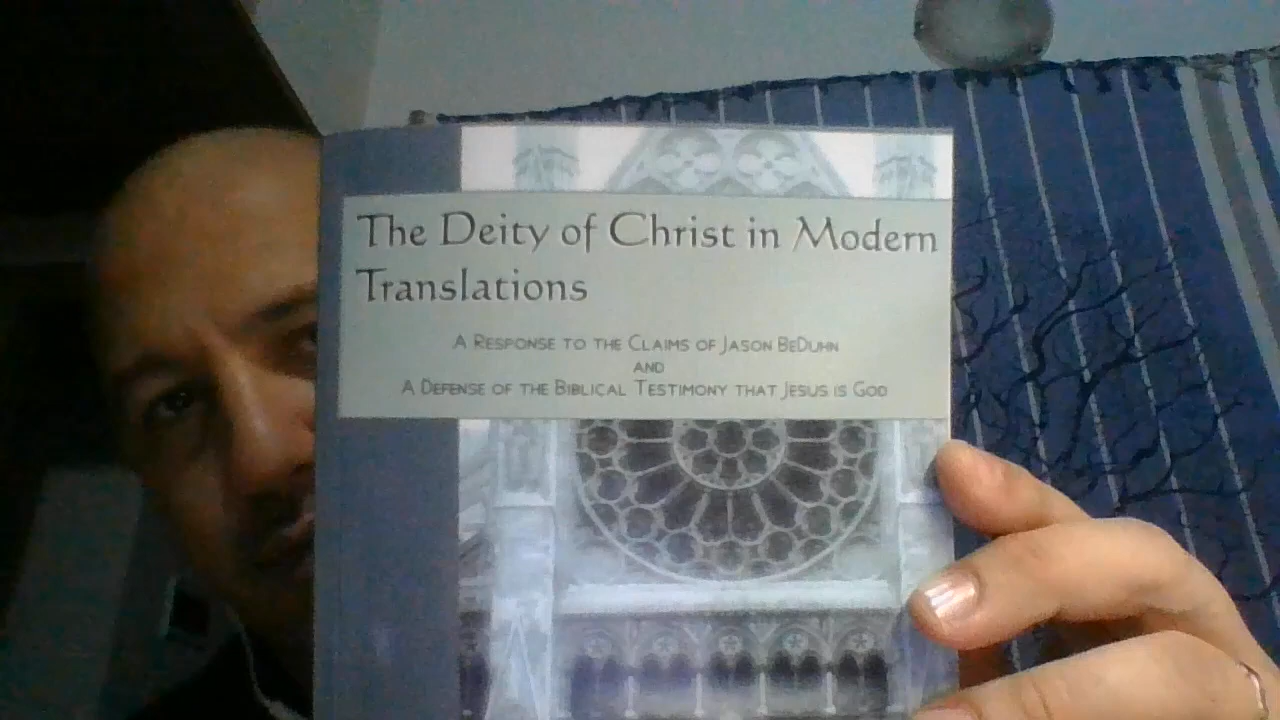 The Deity of Christ in Modern
Translations
A Response to the Claims of Jason BeDuhn
and
A Defense of the Biblical Testimony that Jesus is God